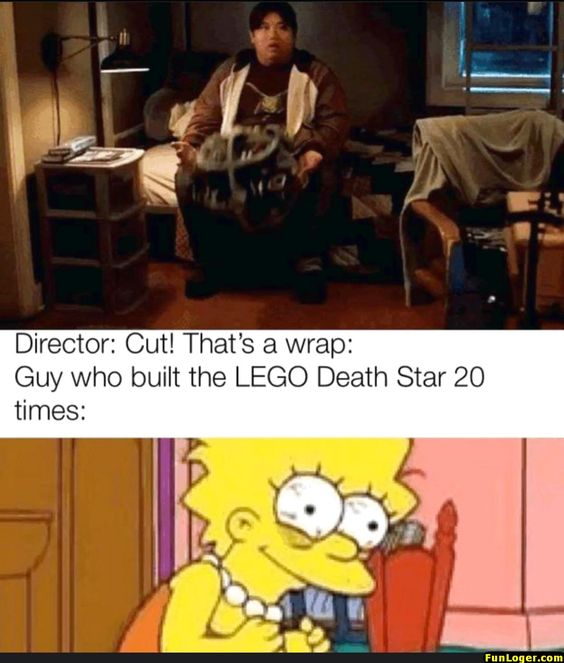 Director: Cut! That's a wrap:
Guy who built the LEGO Death Star 20
times:
FunLoger.com